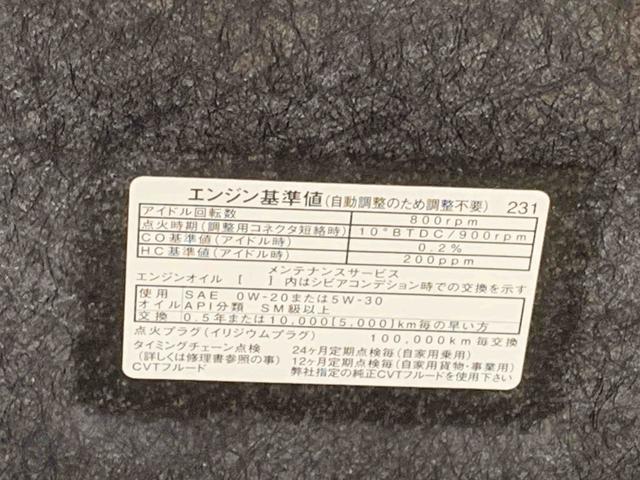 エンジン基準値(自動調整のため調整不要) 231
アイドル回転数 800rpm
点火時期(調整用コネクタ短絡時) 10°BTDC/900rpm
CO基準値(アイドル時) 0.2%
HC基準値(アイドル時) 200ppm
メンテナンスサービス
エンジンオイル [ ] 内はシビアコンデション時での交換を示す
使用 SAE 0W-20または5W-30
オイル API分類 SM級以上
交換 0.5年または10,000[5,000]km毎の早い方
点火プラグ(イリジウムプラグ) 100,000km毎交換
タイミングチェーン点検 24ヶ月定期点検毎(自家用乗用)
(詳しくは修理書参照の事) 12ヶ月定期点検毎(自家用貨物・事業用)
CVTフルード 弊社指定の純正CVTフルードを使用下さい